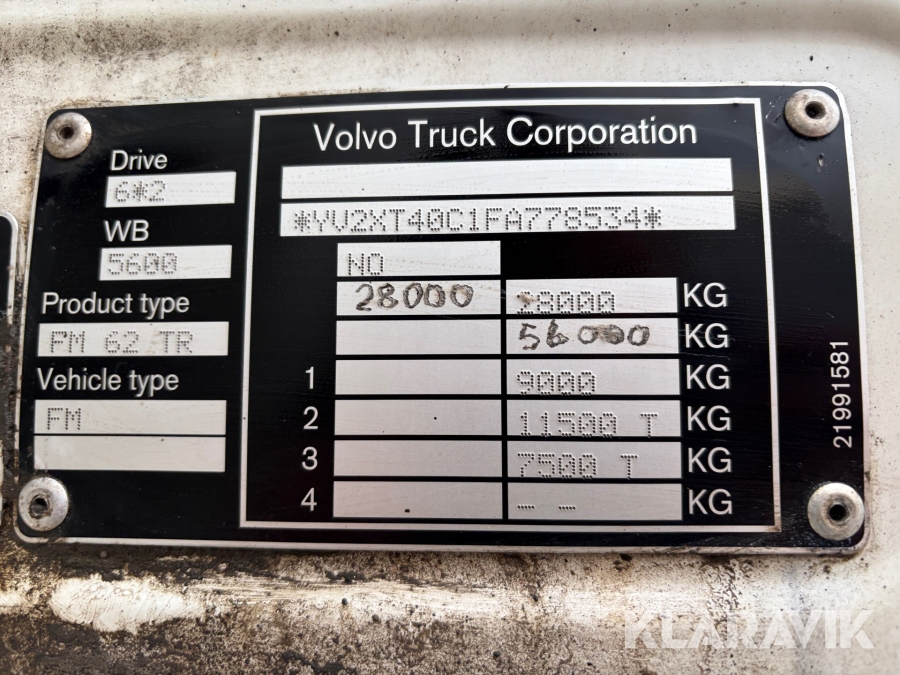 Volvo Truck Corporation
Drive
6*2
WB
5600
Product type
FM 62 TR
Vehicle type
FM
*YV2XT40C1FA778534*
NO
28000 28000 KG
56000 KG
1 9000 KG
2 11500 T KG
3 7500 T KG
4 -- KG
21991581
KLARAVIK